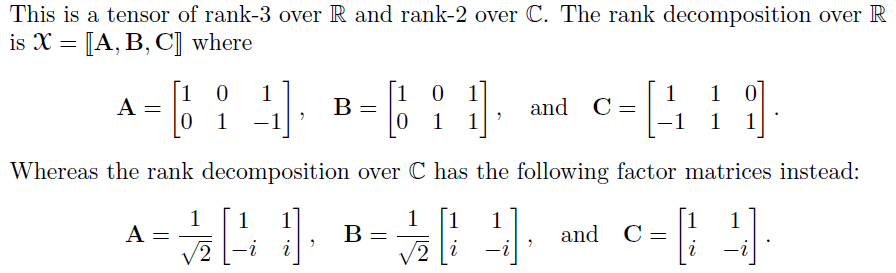 This is a tensor of rank-3 over ℝ and rank-2 over ℂ. The rank decomposition over ℝ
is 𝒳 = ⟦A, B, C⟧ where
A = [1 0 1; 0 1 −1], B = [1 0 1; 0 1 1], and C = [1 1 0; −1 1 1].
Whereas the rank decomposition over ℂ has the following factor matrices instead:
A = 1/√2 [1 1; −i i], B = 1/√2 [1 1; i −i], and C = [1 1; i −i].